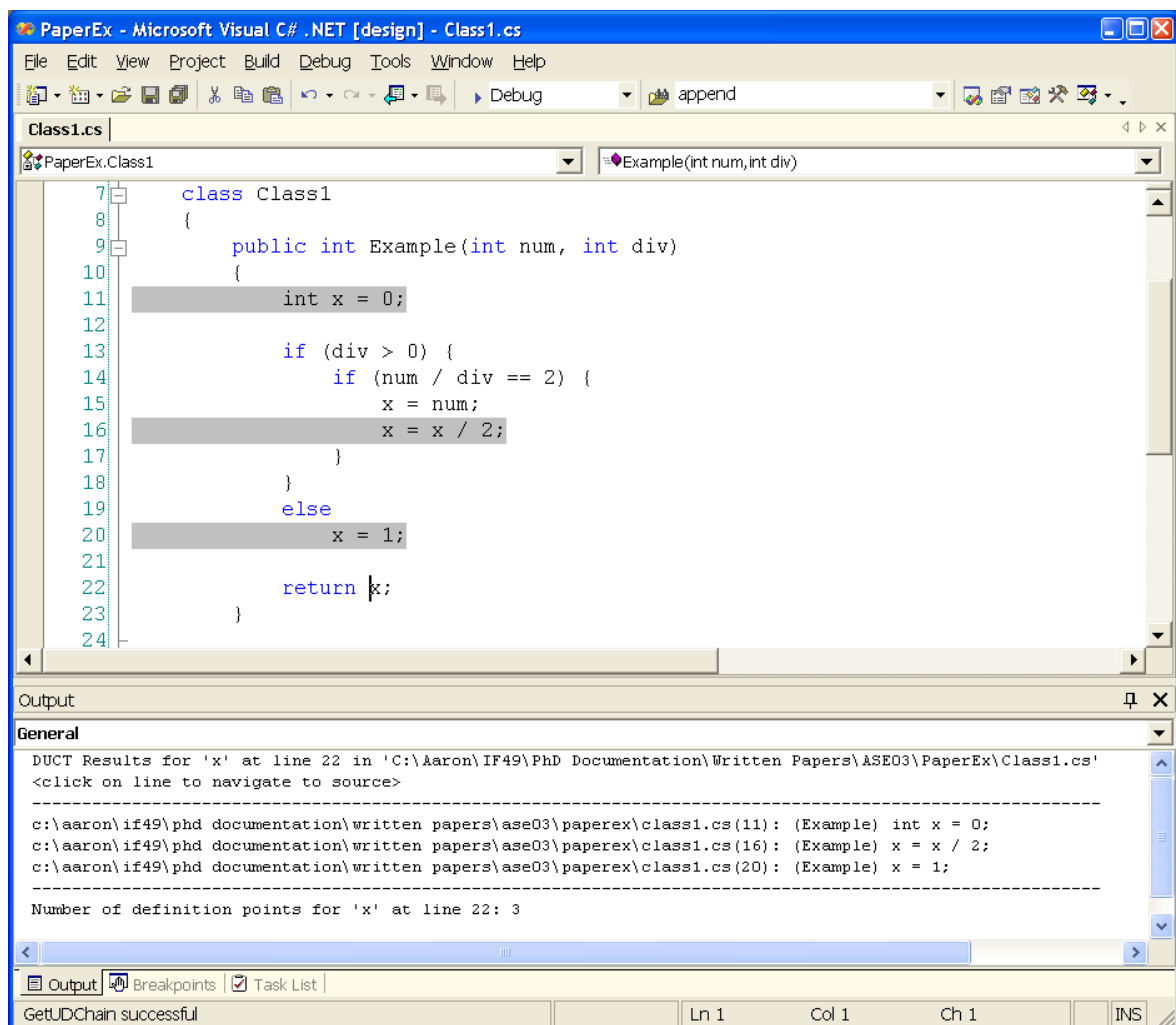 PaperEx - Microsoft Visual C# .NET [design] - Class1.cs
File Edit View Project Build Debug Tools Window Help
Debug append
Class1.cs
PaperEx.Class1 Example(int num,int div)
7 class Class1
8 {
9 public int Example(int num, int div)
10 {
11 int x = 0;
12
13 if (div > 0) {
14 if (num / div == 2) {
15 x = num;
16 x = x / 2;
17 }
18 }
19 else
20 x = 1;
21
22 return x;
23 }
24
Output
General
DUCT Results for 'x' at line 22 in 'C:\Aaron\IF49\PhD Documentation\Written Papers\ASE03\PaperEx\Class1.cs'
<click on line to navigate to source>
--------------------------------------------------------------------------------
c:\aaron\if49\phd documentation\written papers\ase03\paperex\class1.cs(11): (Example) int x = 0;
c:\aaron\if49\phd documentation\written papers\ase03\paperex\class1.cs(16): (Example) x = x / 2;
c:\aaron\if49\phd documentation\written papers\ase03\paperex\class1.cs(20): (Example) x = 1;
--------------------------------------------------------------------------------
Number of definition points for 'x' at line 22: 3
Output Breakpoints Task List
GetUDChain successful Ln 1 Col 1 Ch 1 INS